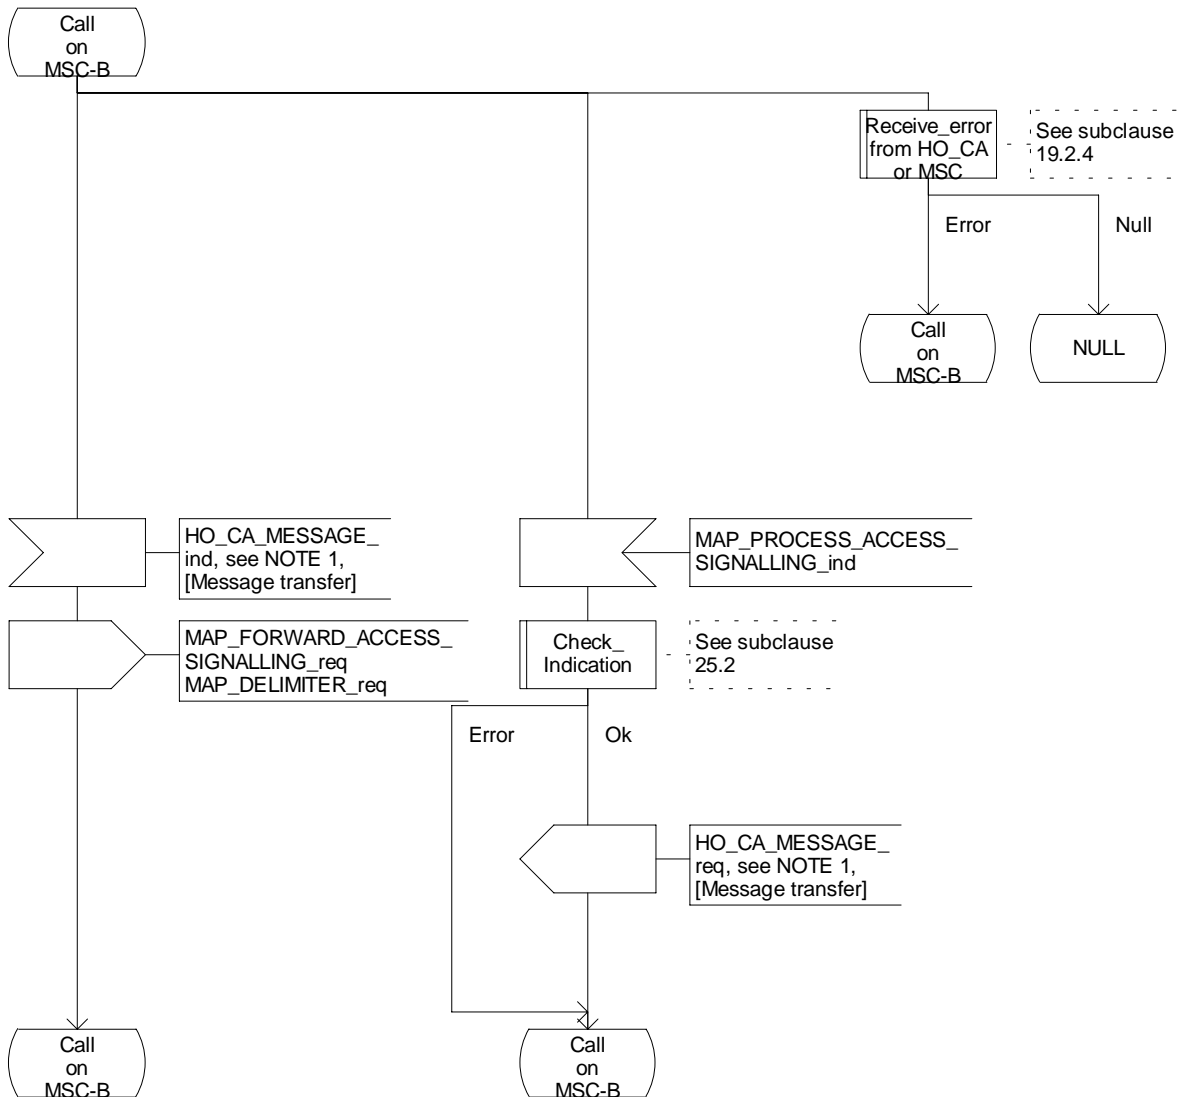 Call
on
MSC-B
Receive_error
from HO_CA
or MSC
See subclause
19.2.4
Error
Null
Call
on
MSC-B
NULL
HO_CA_MESSAGE_
ind, see NOTE 1,
[Message transfer]
MAP_PROCESS_ACCESS_
SIGNALLING_ind
MAP_FORWARD_ACCESS_
SIGNALLING_req
MAP_DELIMITER_req
Check_
Indication
See subclause
25.2
Error
Ok
HO_CA_MESSAGE_
req, see NOTE 1,
[Message transfer]
Call
on
MSC-B
Call
on
MSC-B